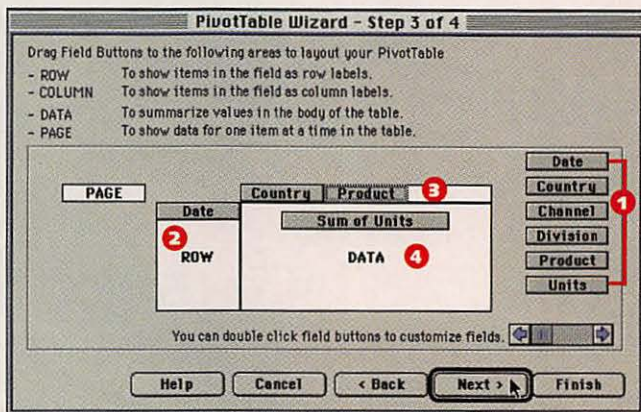 PivotTable Wizard - Step 3 of 4
Drag Field Buttons to the following areas to layout your PivotTable
- ROW To show items in the field as row labels.
- COLUMN To show items in the field as column labels.
- DATA To summarize values in the body of the table.
- PAGE To show data for one item at a time in the table.
PAGE
Country Product 3
Date
Sum of Units
2
ROW
DATA 4
Date
Country
Channel
Division
Product
Units
1
You can double click field buttons to customize fields.
Help Cancel < Back Next > Finish